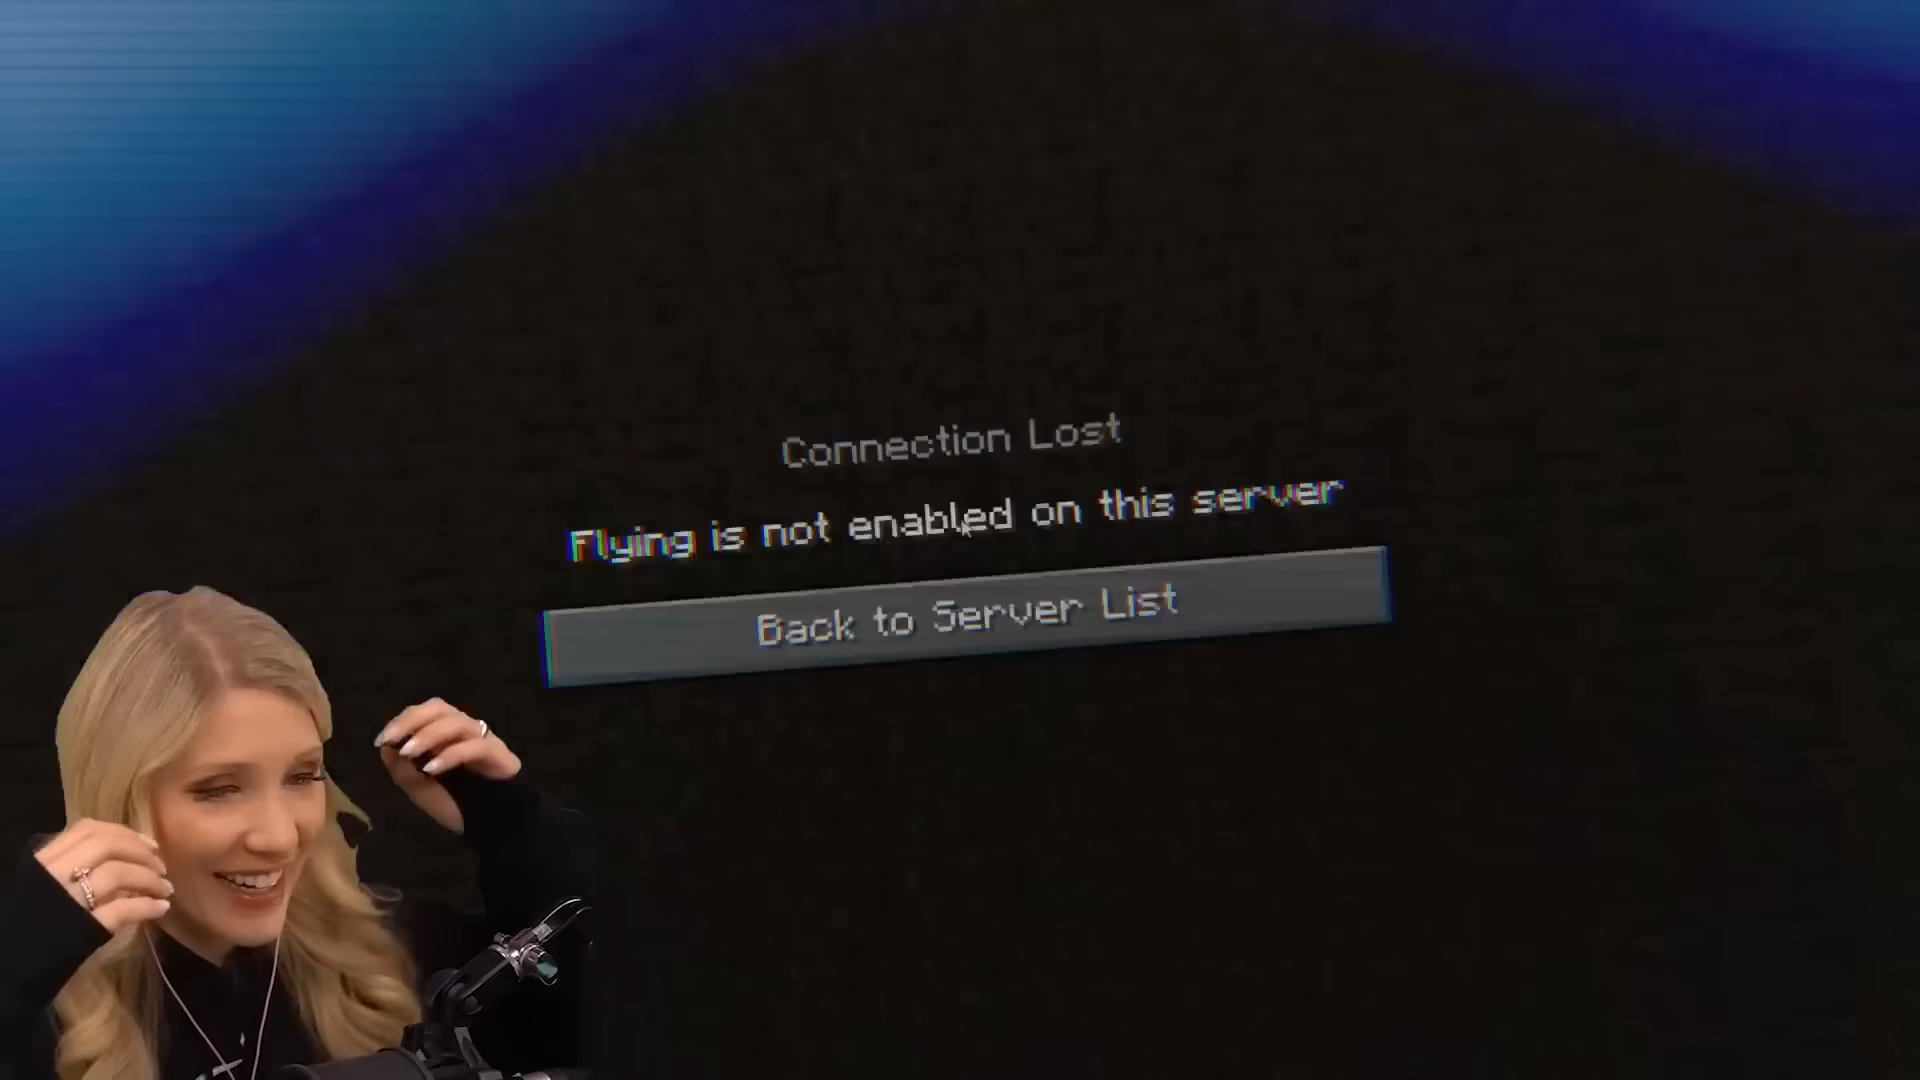 Connection Lost
Flying is not enabled on this server
Back to Server List